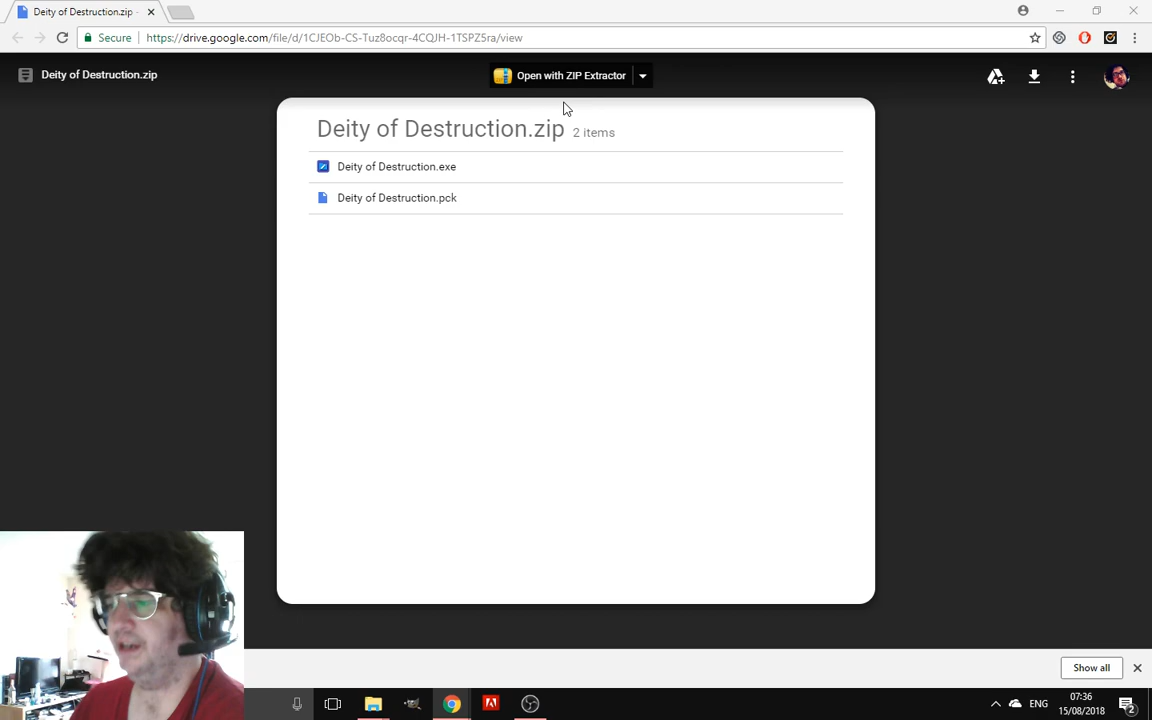 Deity of Destruction.zip -
Secure
https://drive.google.com/file/d/1CJEOb-CS-Tuz8ocqr-4CQJH-1TSPZ5ra/view
Deity of Destruction.zip
Open with ZIP Extractor
Deity of Destruction.zip 2 items
Deity of Destruction.exe
Deity of Destruction.pck
Show all
ENG
07:36
15/08/2018
2